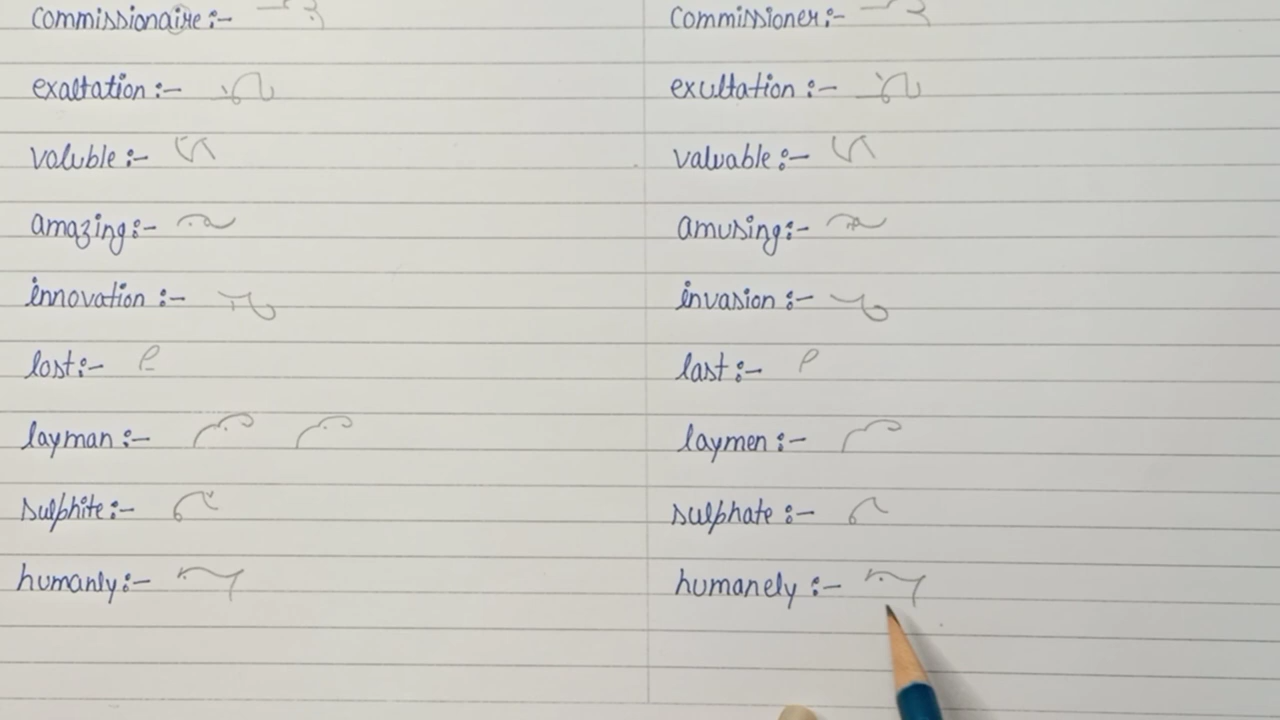 commissionaire :- commissioner :-
exaltation :- exultation :-
voluble :- valuable :-
amazing :- amusing :-
innovation :- invasion :-
lost :- last :-
layman :- laymen :-
sulphite :- sulphate :-
humanly :- humanely :-